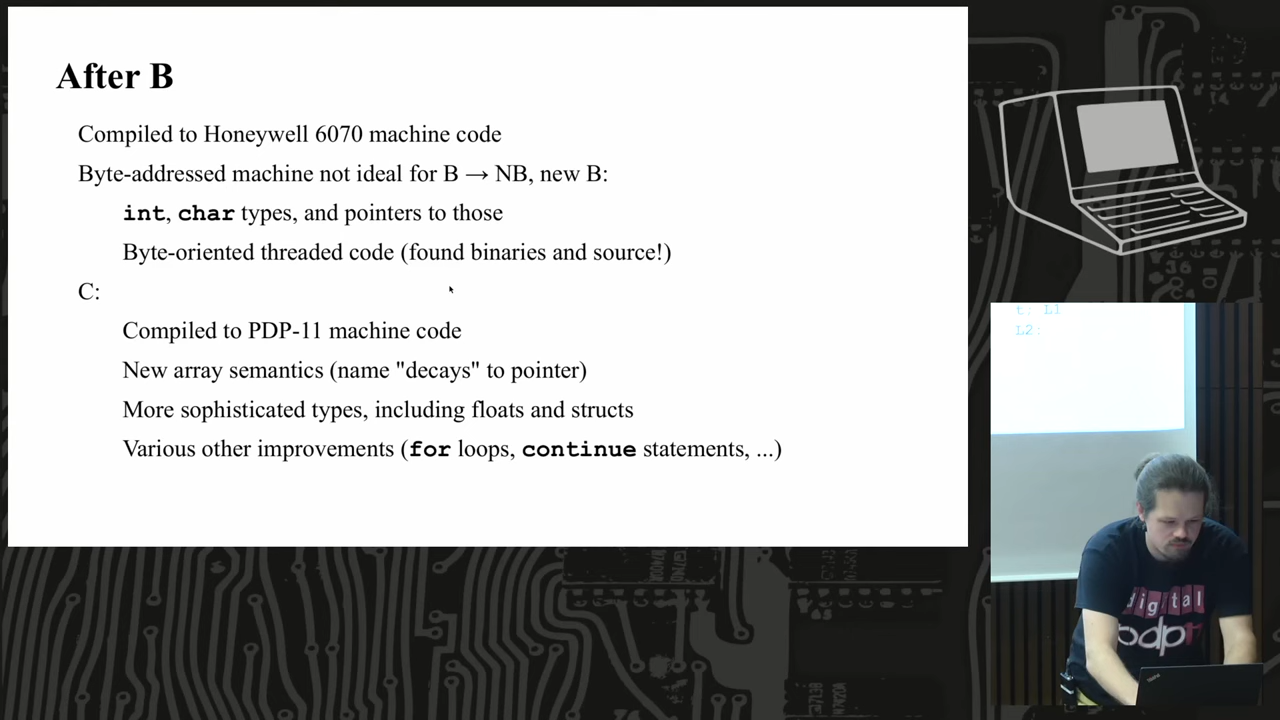 After B
Compiled to Honeywell 6070 machine code
Byte-addressed machine not ideal for B → NB, new B:
int, char types, and pointers to those
Byte-oriented threaded code (found binaries and source!)
C:
Compiled to PDP-11 machine code
New array semantics (name "decays" to pointer)
More sophisticated types, including floats and structs
Various other improvements (for loops, continue statements, ...)
t: L1
L2:
digital
pdp